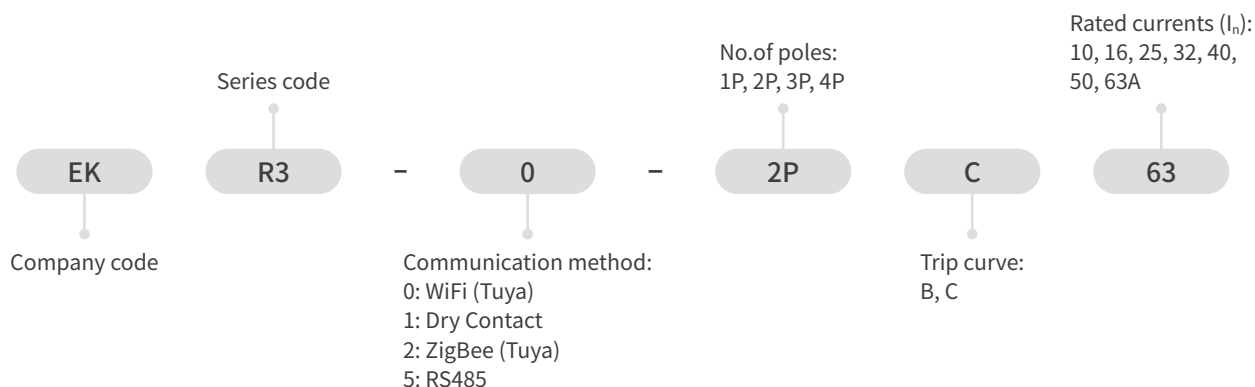 Rated currents (In):
10, 16, 25, 32, 40,
50, 63A
No.of poles:
1P, 2P, 3P, 4P
Series code
EK R3 - 0 - 2P C 63
Company code
Communication method:
0: WiFi (Tuya)
1: Dry Contact
2: ZigBee (Tuya)
5: RS485
Trip curve:
B, C